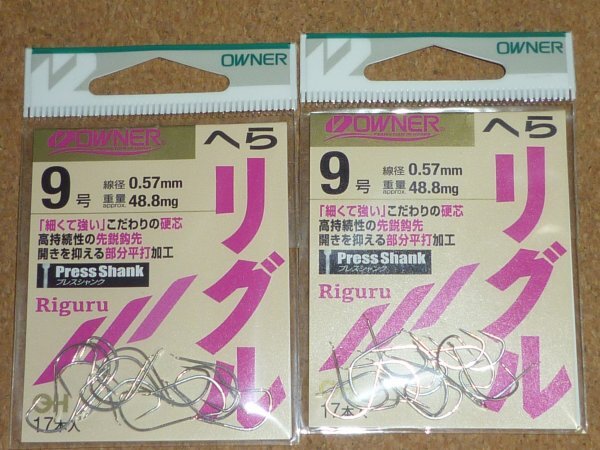 OWNER
OWNER
へら
リグル
9号
線径 0.57mm
重量 approx. 48.8mg
「細くて強い」こだわりの硬芯
高持続性の先鋭鈎先
開きを抑える部分平打加工
Press Shank
プレスシャンク
Riguru
17本入
OWNER
OWNER
へら
リグル
9号
線径 0.57mm
重量 approx. 48.8mg
「細くて強い」こだわりの硬芯
高持続性の先鋭鈎先
開きを抑える部分平打加工
Press Shank
プレスシャンク
Riguru
17本